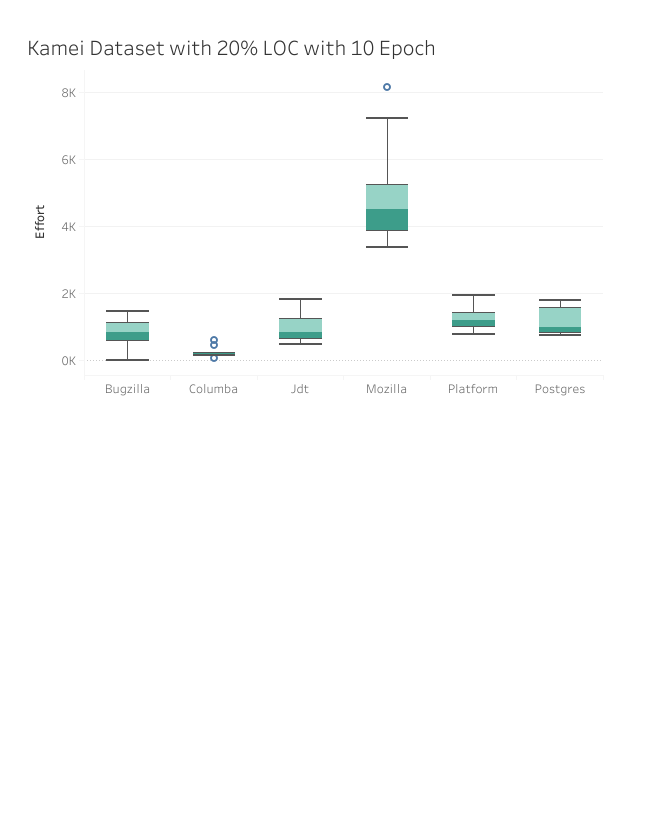 Kamei Dataset with 20% LOC with 10 Epoch
8K
6K
4K
2K
0K
Effort
Bugzilla Columba Jdt Mozilla Platform Postgres